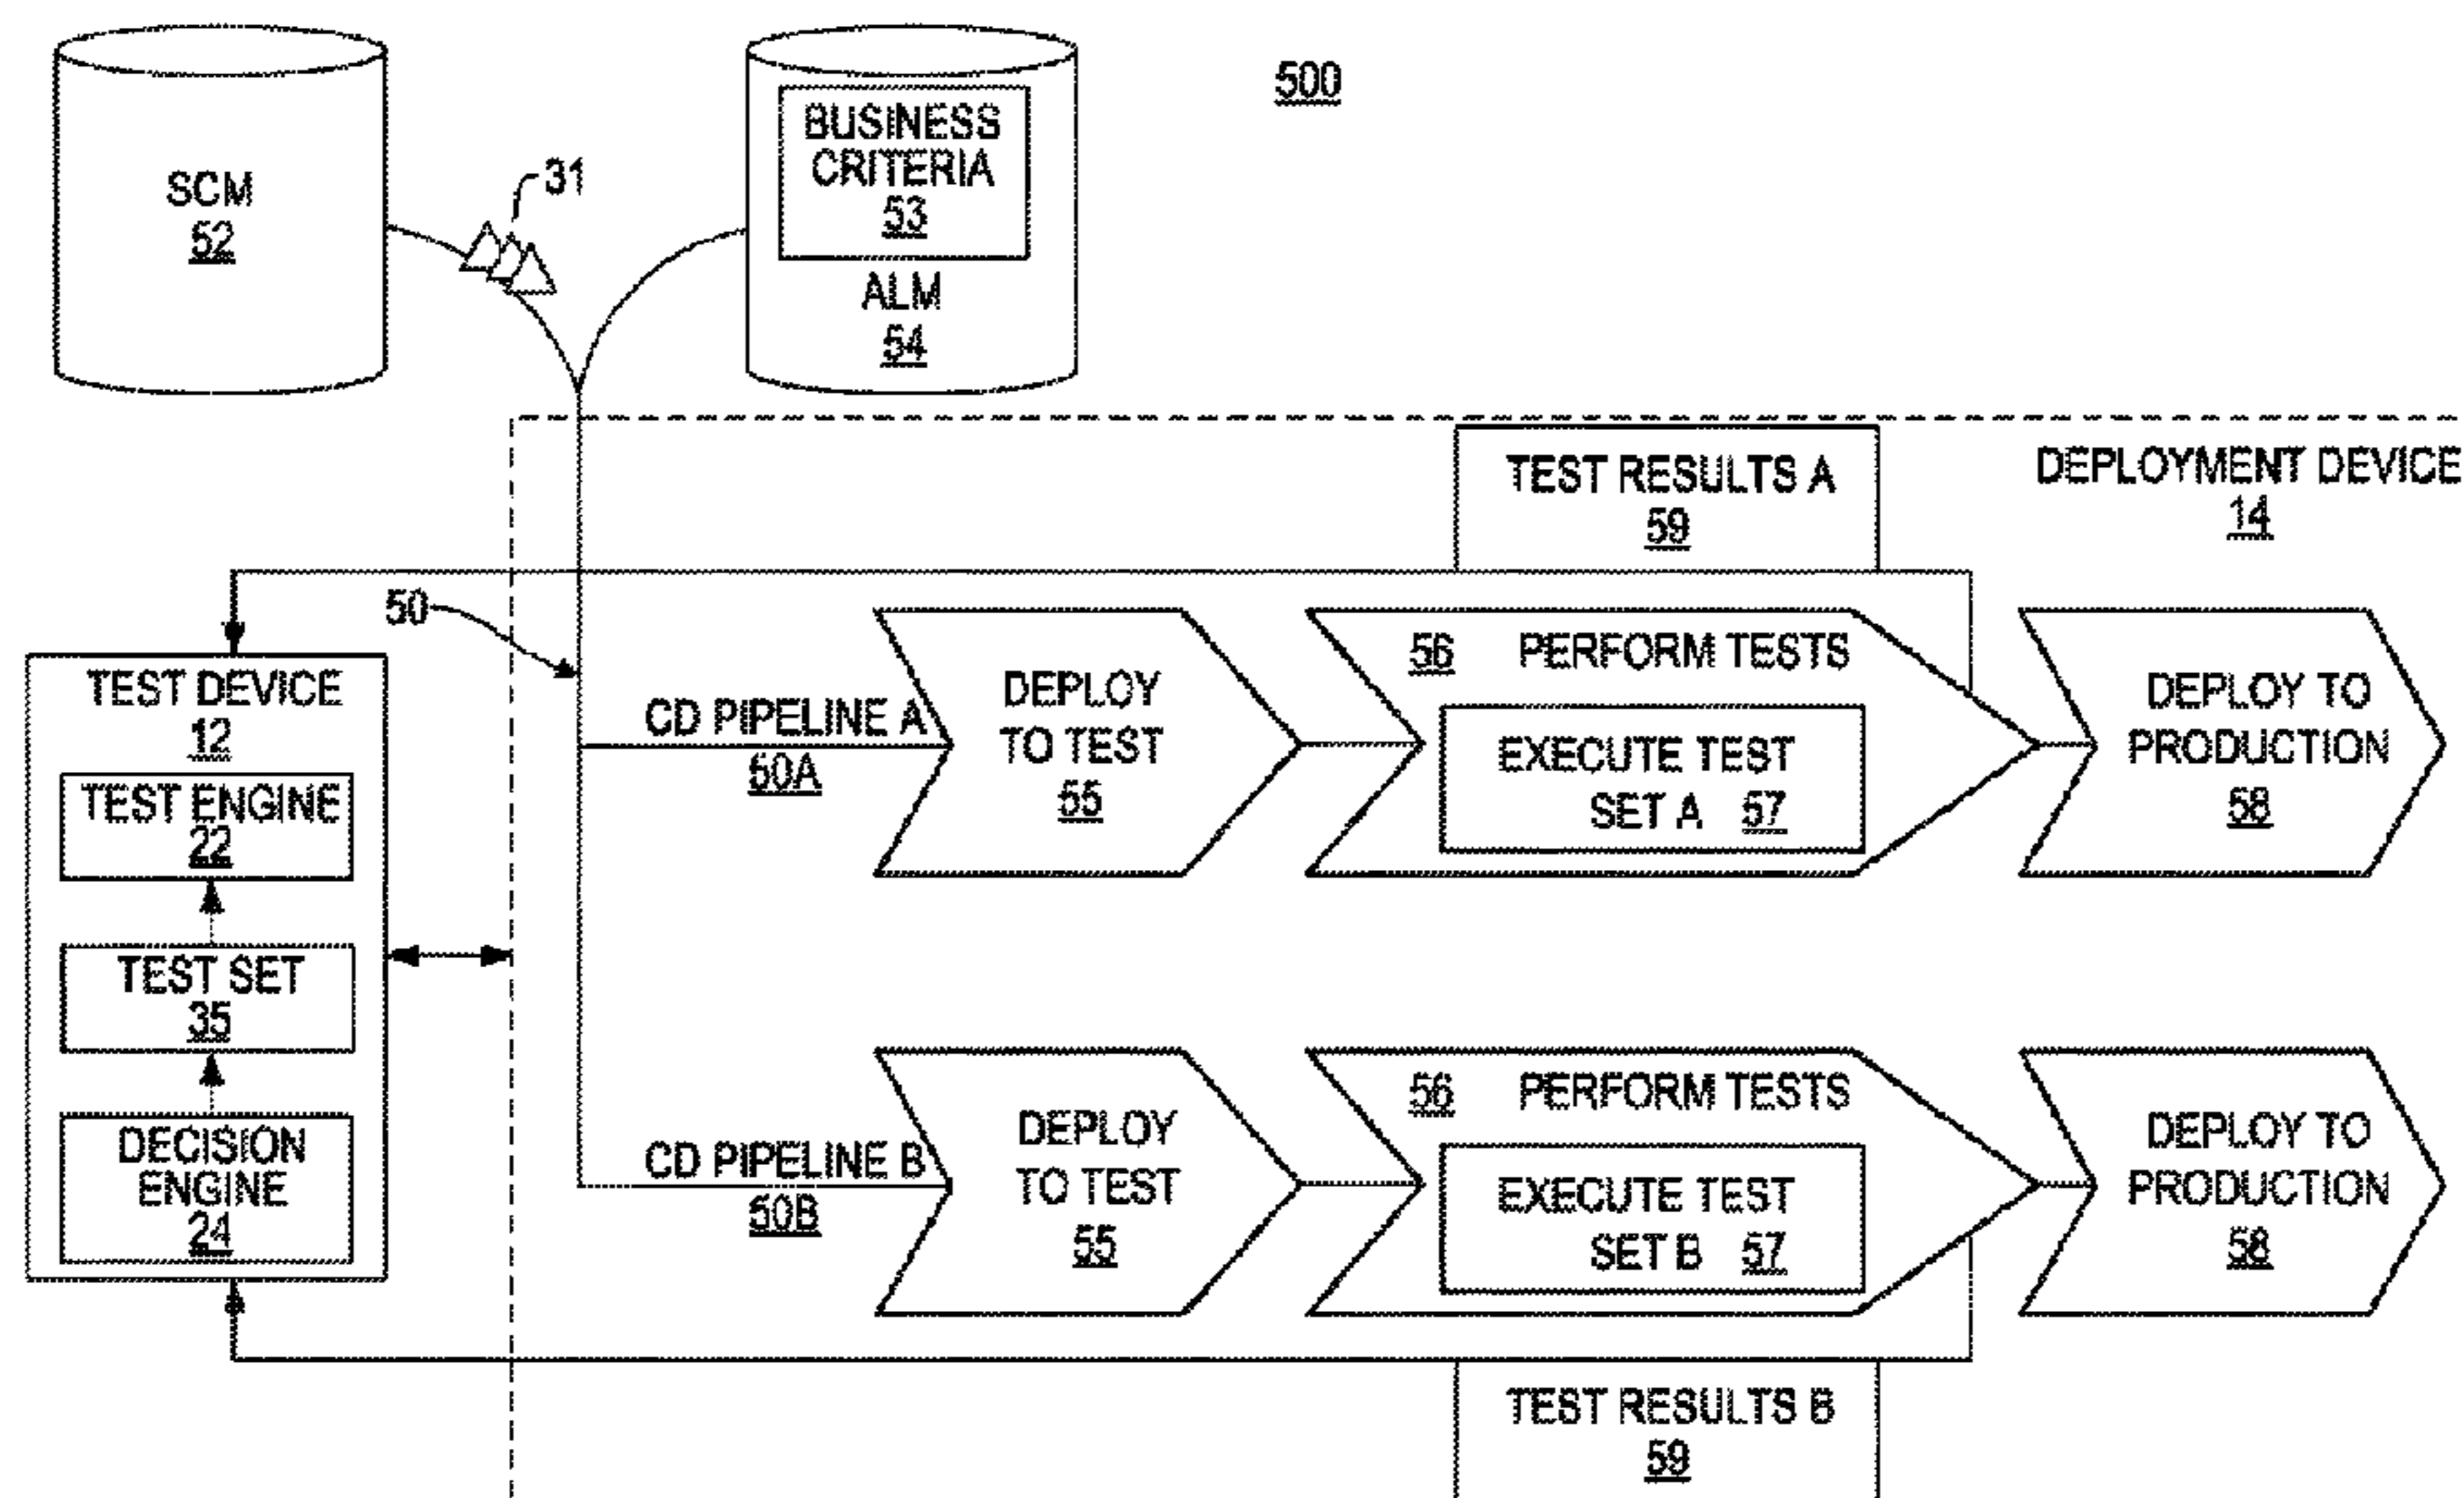 500
SCM
52
BUSINESS
CRITERIA
53
ALM
54
31
DEPLOYMENT DEVICE
14
TEST RESULTS A
59
50
TEST DEVICE
12
TEST ENGINE
22
TEST SET
35
DECISION
ENGINE
24
CD PIPELINE A
50A
DEPLOY
TO TEST
55
56 PERFORM TESTS
EXECUTE TEST
SET A 57
DEPLOY TO
PRODUCTION
58
CD PIPELINE B
50B
DEPLOY
TO TEST
55
56 PERFORM TESTS
EXECUTE TEST
SET B 57
DEPLOY TO
PRODUCTION
58
TEST RESULTS B
59